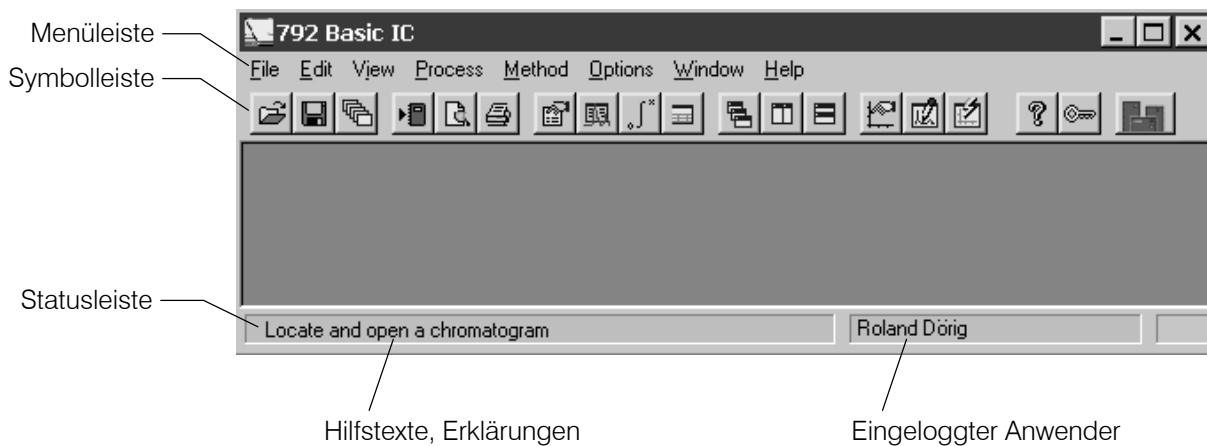 792 Basic IC
Menüleiste
File Edit View Process Method Options Window Help
Symbolleiste
Statusleiste
Locate and open a chromatogram
Roland Dörig
Hilfstexte, Erklärungen
Eingeloggter Anwender